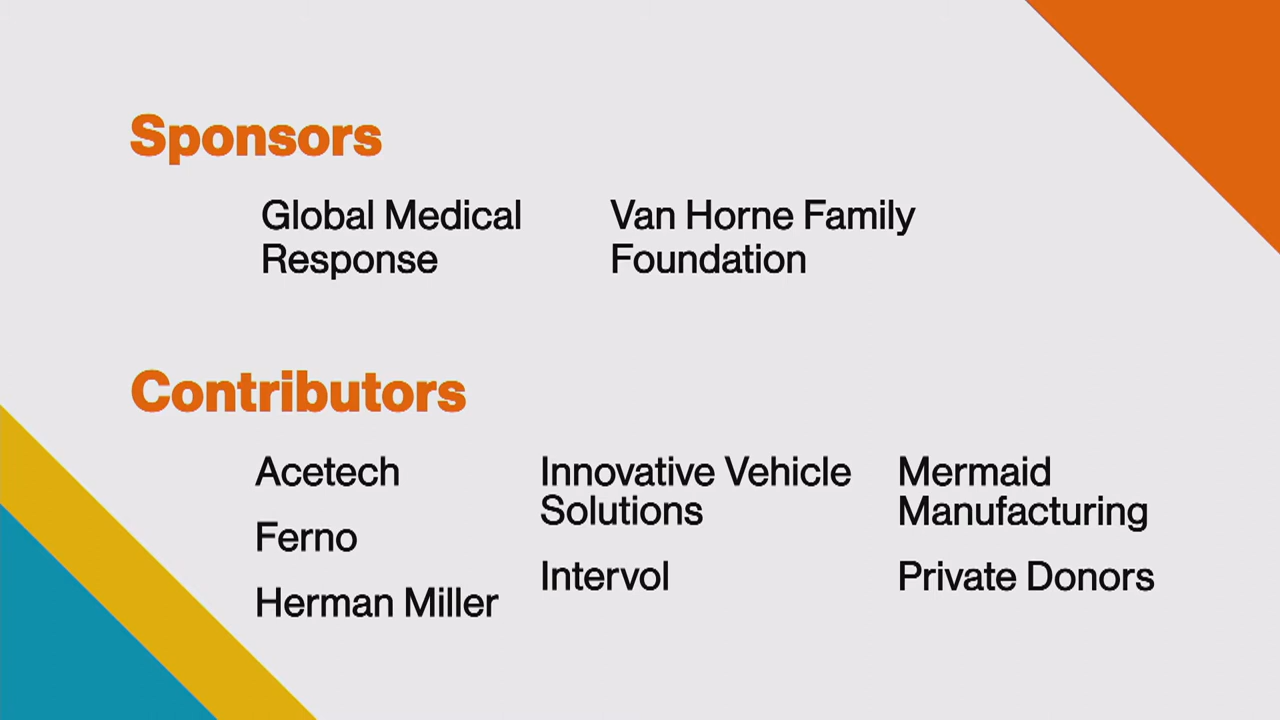 Sponsors
Global Medical
Response
Van Horne Family
Foundation
Contributors
Acetech
Ferno
Herman Miller
Innovative Vehicle
Solutions
Intervol
Mermaid
Manufacturing
Private Donors